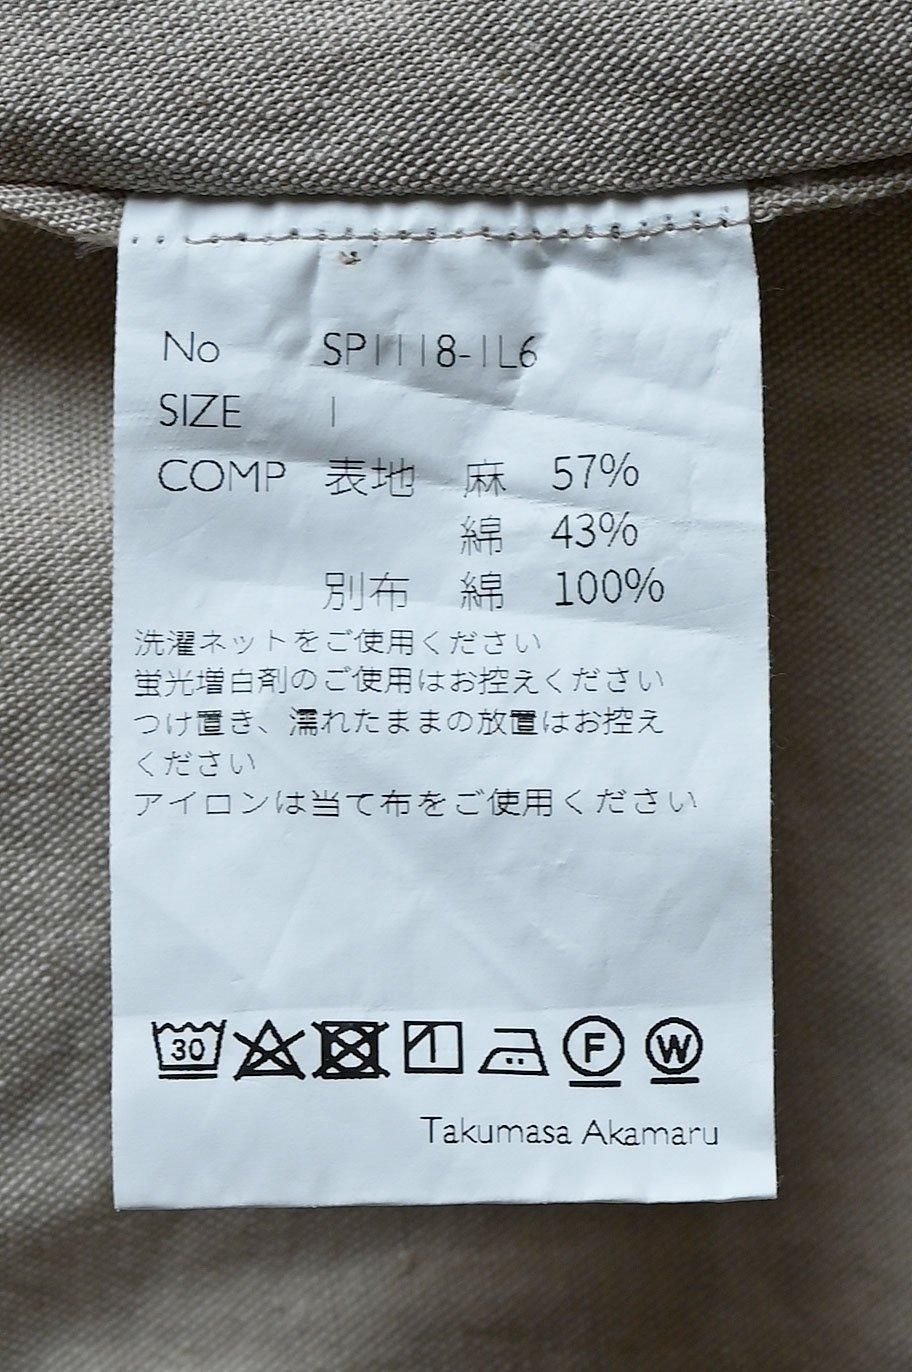 No SP1118-1L6
SIZE 1
COMP 表地 麻 57%
綿 43%
別布 綿 100%
洗濯ネットをご使用ください
蛍光増白剤のご使用はお控えください
つけ置き、濡れたままの放置はお控え
ください
アイロンは当て布をご使用ください
30 F W
Takumasa Akamaru